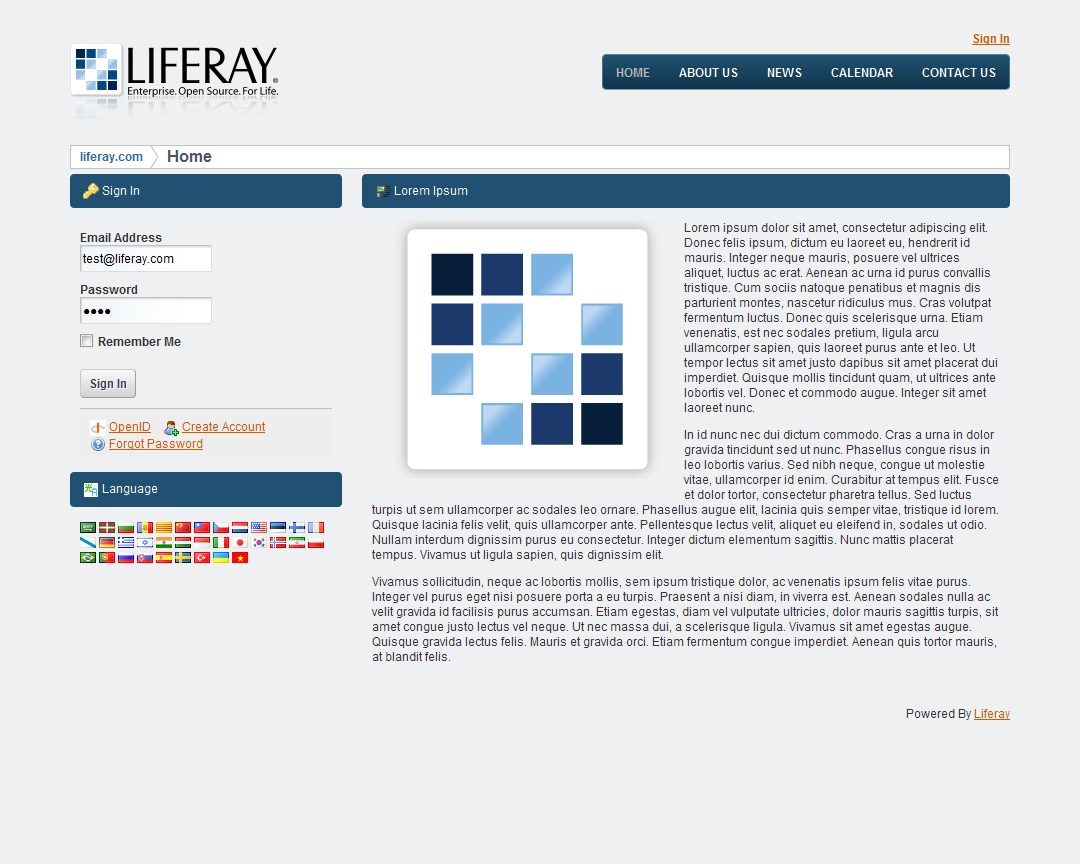 Sign In
LIFERAY®
Enterprise. Open Source. For Life.
HOME ABOUT US NEWS CALENDAR CONTACT US
liferay.com Home
Sign In
Email Address
test@liferay.com
Password
Remember Me
Sign In
OpenID Create Account
Forgot Password
Language
Lorem Ipsum
Lorem ipsum dolor sit amet, consectetur adipiscing elit.
Donec felis ipsum, dictum eu laoreet eu, hendrerit id
mauris. Integer neque mauris, posuere vel ultrices
aliquet, luctus ac erat. Aenean ac urna id purus convallis
tristique. Cum sociis natoque penatibus et magnis dis
parturient montes, nascetur ridiculus mus. Cras volutpat
fermentum luctus. Donec quis scelerisque urna. Etiam
venenatis, est nec sodales pretium, ligula arcu
ullamcorper sapien, quis laoreet purus ante et leo. Ut
tempor lectus sit amet justo dapibus sit amet placerat dui
imperdiet. Quisque mollis tincidunt quam, ut ultrices ante
lobortis vel. Donec et commodo augue. Integer sit amet
laoreet nunc.
In id nunc nec dui dictum commodo. Cras a urna in dolor
gravida tincidunt sed ut nunc. Phasellus congue risus in
leo lobortis varius. Sed nibh neque, congue ut molestie
vitae, ullamcorper id enim. Curabitur at tempus elit. Fusce
et dolor tortor, consectetur pharetra tellus. Sed luctus
turpis ut sem ullamcorper ac sodales leo ornare. Phasellus augue elit, lacinia quis semper vitae, tristique id lorem.
Quisque lacinia felis velit, quis ullamcorper ante. Pellentesque lectus velit, aliquet eu eleifend in, sodales ut odio.
Nullam interdum dignissim purus eu consectetur. Integer dictum elementum sagittis. Nunc mattis placerat
tempus. Vivamus ut ligula sapien, quis dignissim elit.
Vivamus sollicitudin, neque ac lobortis mollis, sem ipsum tristique dolor, ac venenatis ipsum felis vitae purus.
Integer vel purus eget nisi posuere porta a eu turpis. Praesent a nisi diam, in viverra est. Aenean sodales nulla ac
velit gravida id facilisis purus accumsan. Etiam egestas, diam vel vulputate ultricies, dolor mauris sagittis turpis, sit
amet congue justo lectus vel neque. Ut nec massa dui, a scelerisque ligula. Vivamus sit amet egestas augue.
Quisque gravida lectus felis. Mauris et gravida orci. Etiam fermentum congue imperdiet. Aenean quis tortor mauris,
at blandit felis.
Powered By Liferay